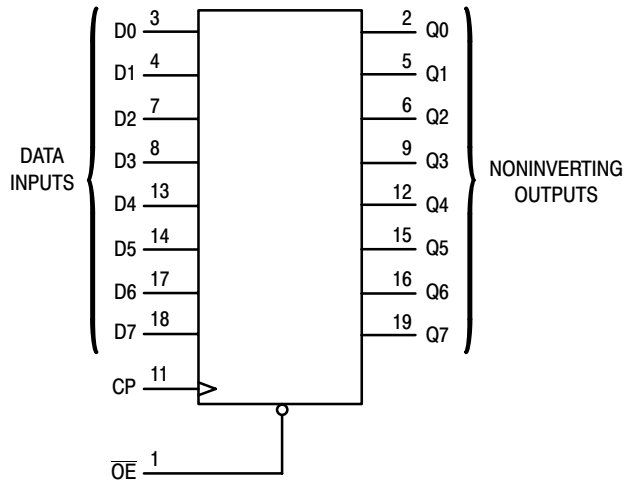 D0 3
D1 4
D2 7
D3 8
D4 13
D5 14
D6 17
D7 18
CP 11
O̅E̅ 1
DATA
INPUTS
2 Q0
5 Q1
6 Q2
9 Q3
12 Q4
15 Q5
16 Q6
19 Q7
NONINVERTING
OUTPUTS